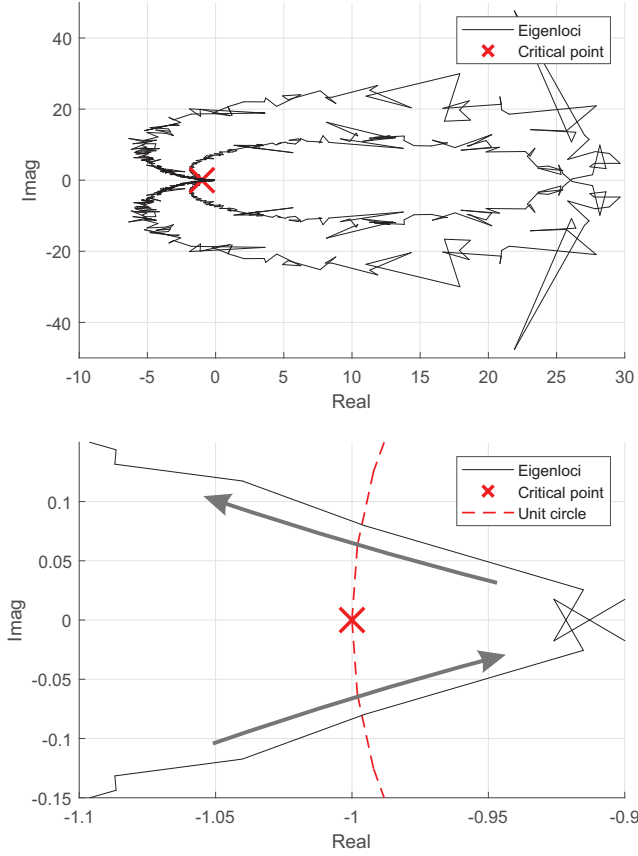 Imag
40
20
0
-20
-40
Eigenloci
Critical point
-10
-5
0
5
10
15
20
25
30
Real
Imag
0.1
0.05
0
-0.05
-0.1
-0.15
Eigenloci
Critical point
Unit circle
-1.1
-1.05
-1
-0.95
-0.9
Real